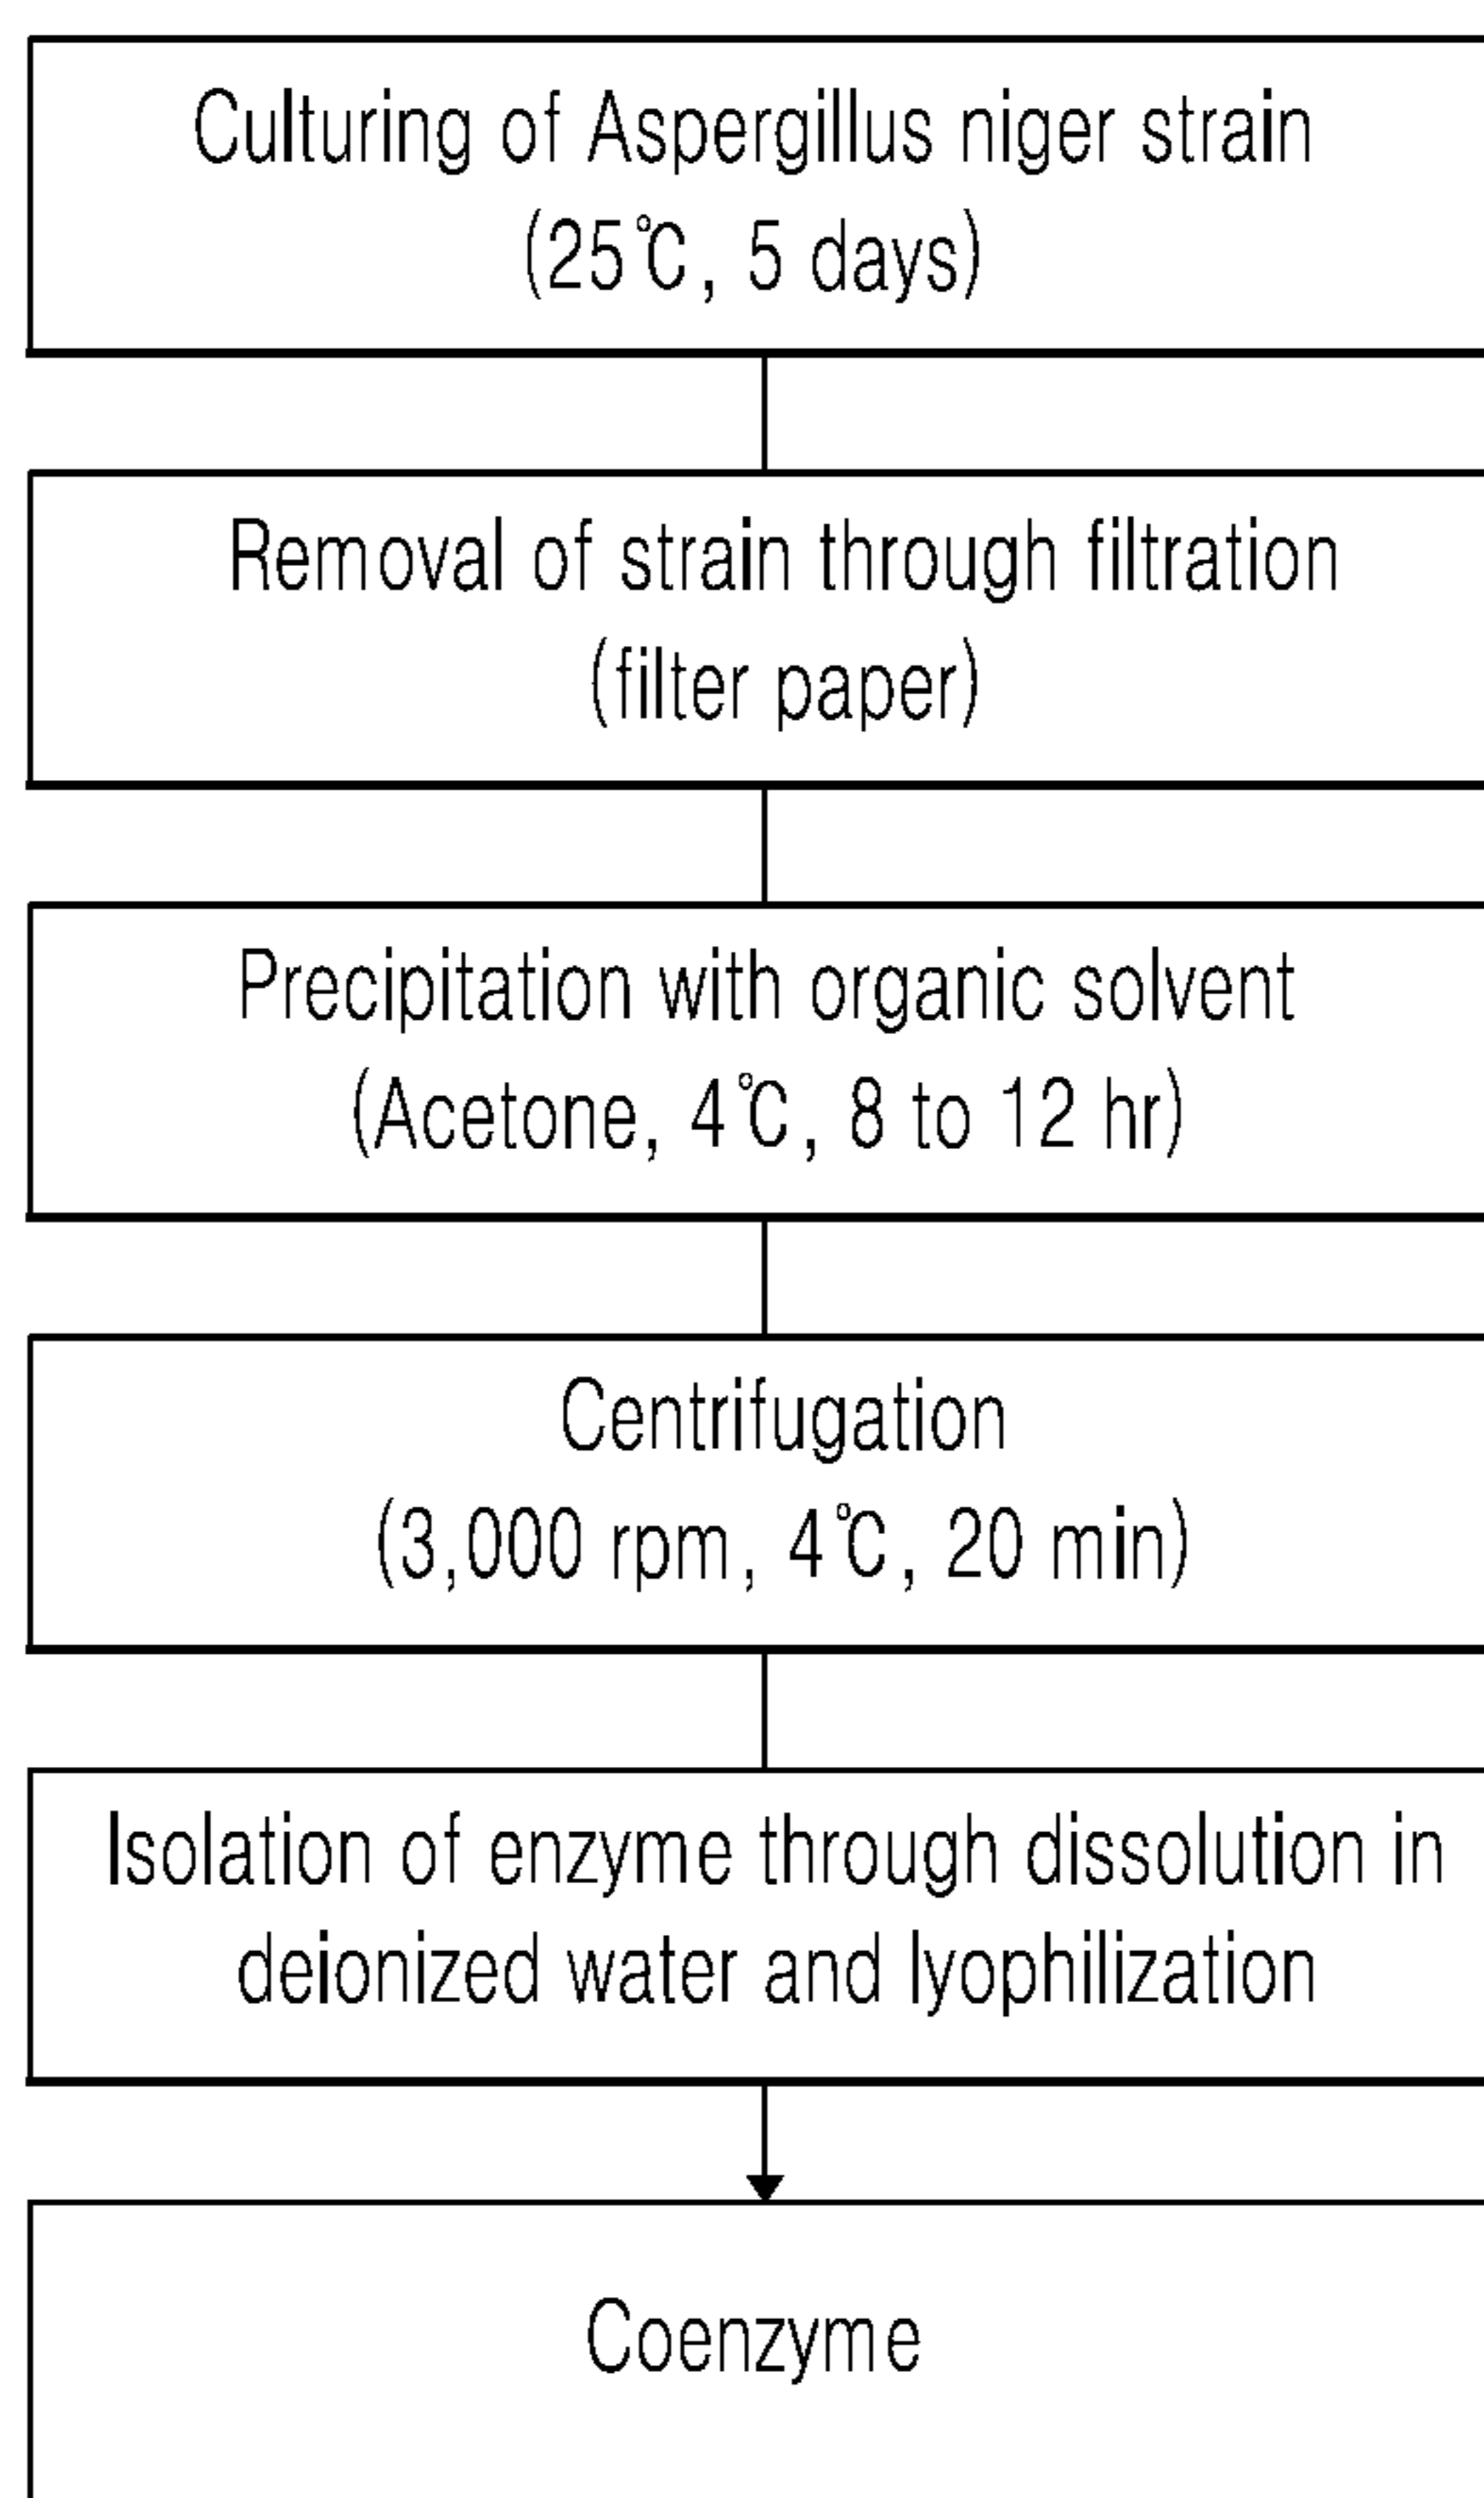 Culturing of Aspergillus niger strain
(25℃, 5 days)
Removal of strain through filtration
(filter paper)
Precipitation with organic solvent
(Acetone, 4℃, 8 to 12 hr)
Centrifugation
(3,000 rpm, 4℃, 20 min)
Isolation of enzyme through dissolution in
deionized water and lyophilization
Coenzyme